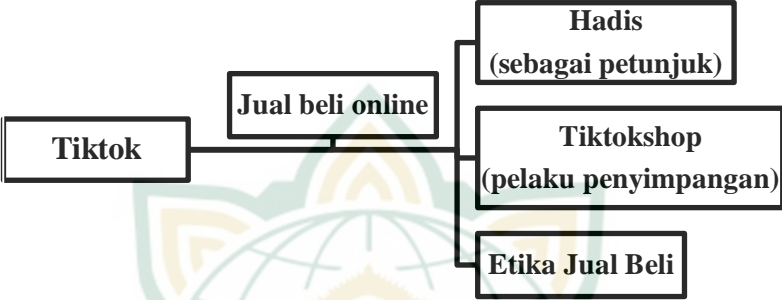 Tiktok
Jual beli online
Hadis
(sebagai petunjuk)
Tiktokshop
(pelaku penyimpangan)
Etika Jual Beli